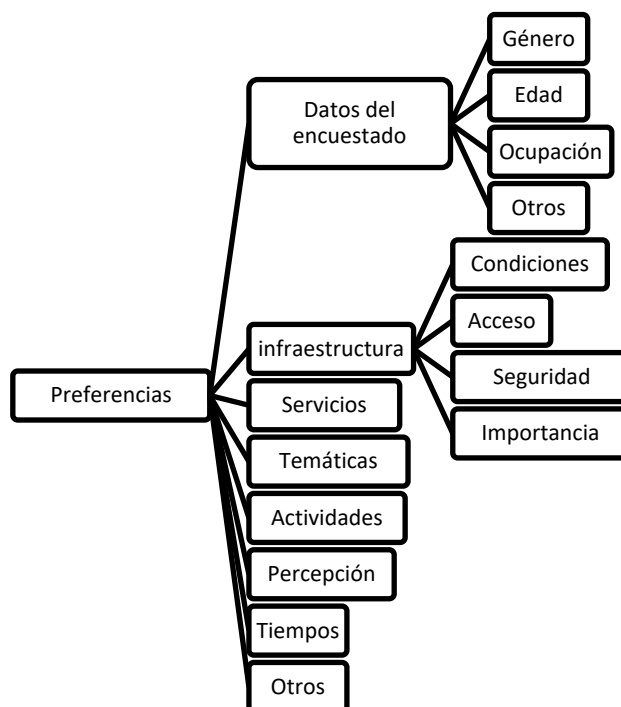 Género
Datos del
encuestado
Edad
Ocupación
Otros
Condiciones
Acceso
infraestructura
Seguridad
Preferencias
Servicios
Importancia
Temáticas
Actividades
Percepción
Tiempos
Otros